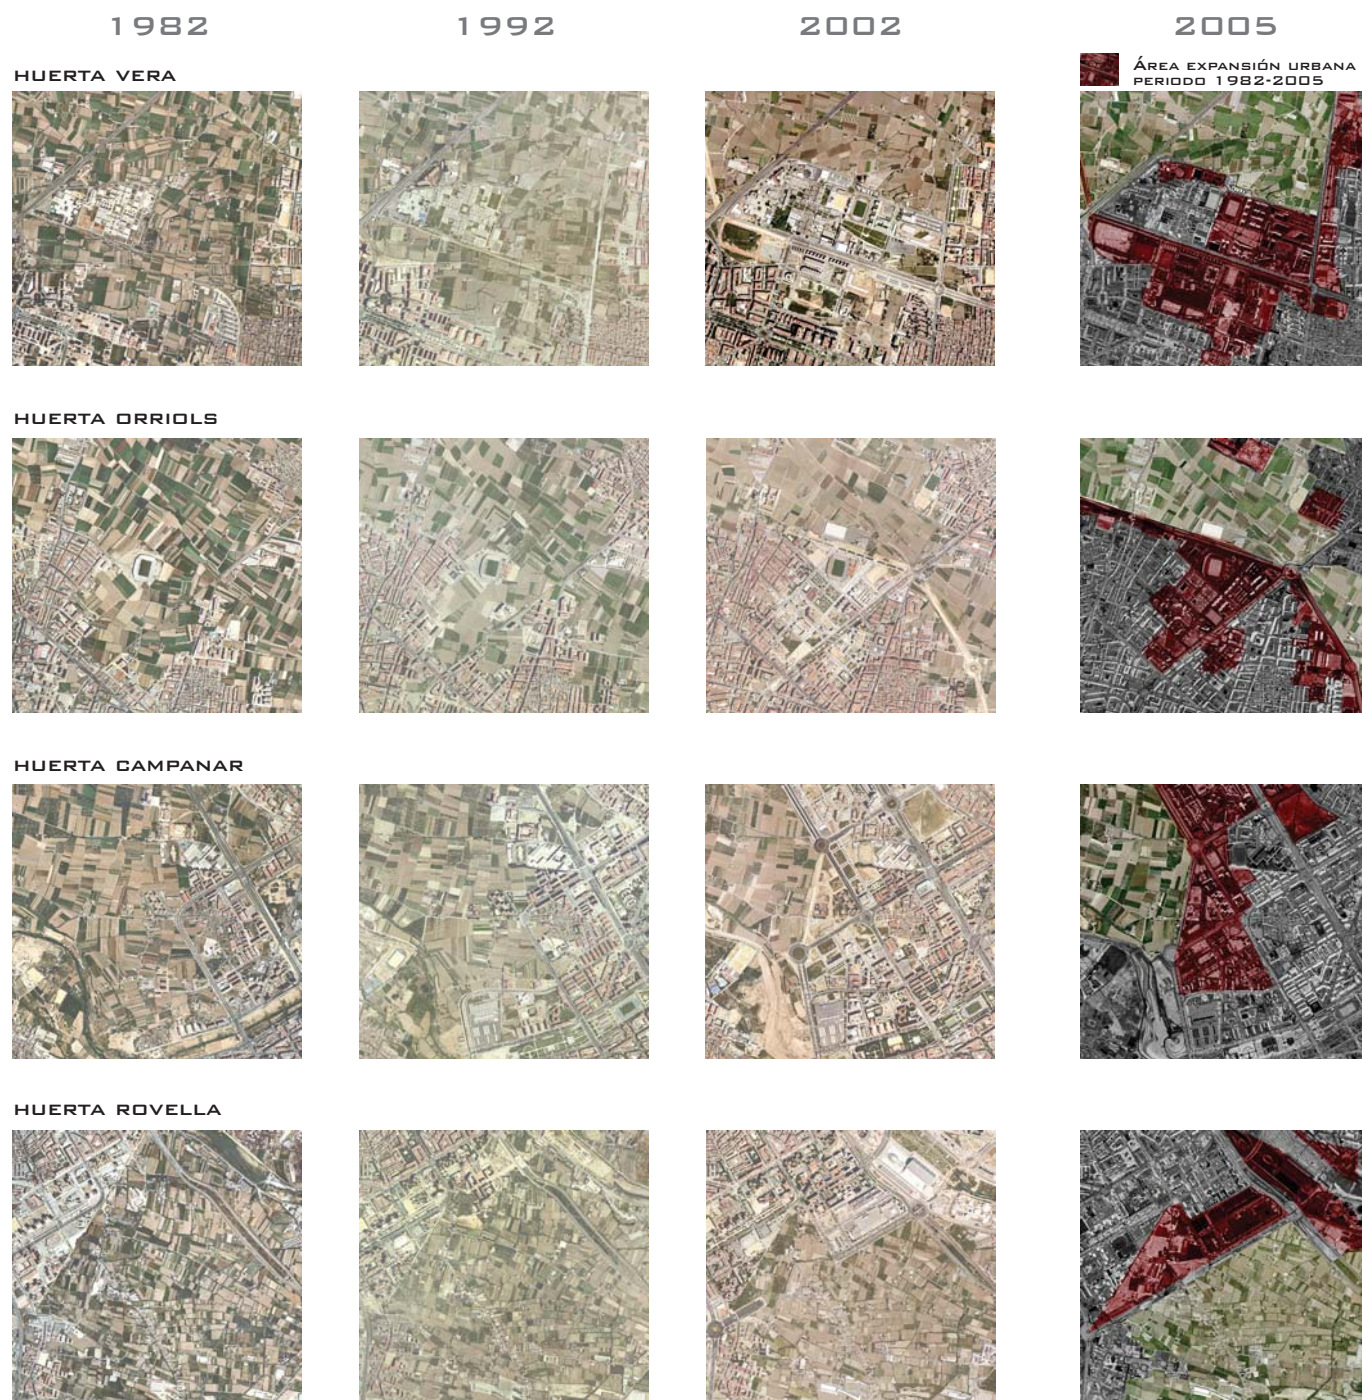 1982 1992 2002 2005
ÁREA EXPANSIÓN URBANA
PERIODO 1982-2005
HUERTA VERA
HUERTA ORRIOLS
HUERTA CAMPANAR
HUERTA ROVELLA